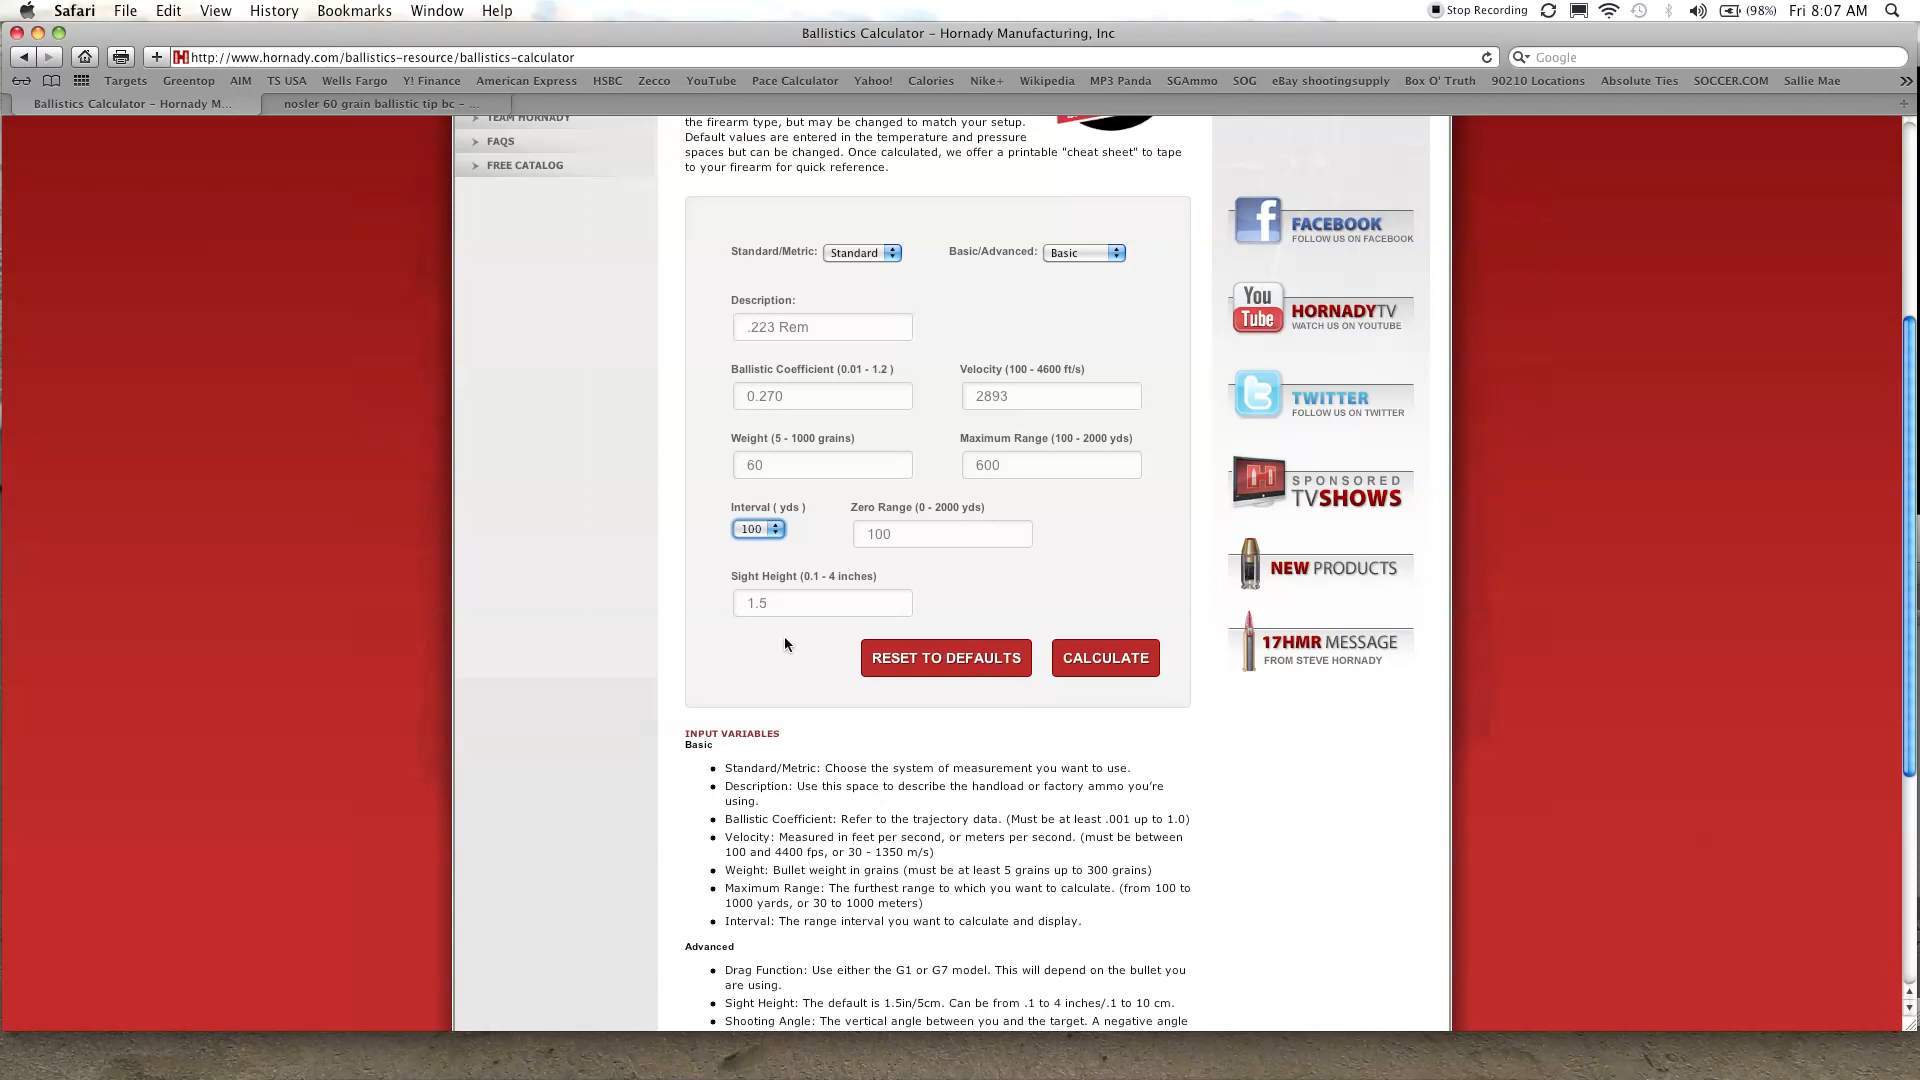 Safari File Edit View History Bookmarks Window Help Stop Recording (98%) Fri 8:07 AM
Ballistics Calculator – Hornady Manufacturing, Inc
http://www.hornady.com/ballistics-resource/ballistics-calculator Google
Targets Greentop AIM TS USA Wells Fargo Y! Finance American Express HSBC Zecco YouTube Pace Calculator Yahoo! Calories Nike+ Wikipedia MP3 Panda SGAmmo SOG eBay shootingsupply Box O' Truth 90210 Locations Absolute Ties SOCCER.COM Sallie Mae
Ballistics Calculator – Hornady M... nosler 60 grain ballistic tip bc – ...
TEAM HORNADY
FAQS
FREE CATALOG
the firearm type, but may be changed to match your setup.
Default values are entered in the temperature and pressure
spaces but can be changed. Once calculated, we offer a printable "cheat sheet" to tape
to your firearm for quick reference.
Standard/Metric: Standard Basic/Advanced: Basic
Description:
.223 Rem
Ballistic Coefficient (0.01 - 1.2 ) Velocity (100 - 4600 ft/s)
0.270 2893
Weight (5 - 1000 grains) Maximum Range (100 - 2000 yds)
60 600
Interval ( yds ) Zero Range (0 - 2000 yds)
100 100
Sight Height (0.1 - 4 inches)
1.5
RESET TO DEFAULTS CALCULATE
INPUT VARIABLES
Basic
Standard/Metric: Choose the system of measurement you want to use.
Description: Use this space to describe the handload or factory ammo you're
using.
Ballistic Coefficient: Refer to the trajectory data. (Must be at least .001 up to 1.0)
Velocity: Measured in feet per second, or meters per second. (must be between
100 and 4400 fps, or 30 - 1350 m/s)
Weight: Bullet weight in grains (must be at least 5 grains up to 300 grains)
Maximum Range: The furthest range to which you want to calculate. (from 100 to
1000 yards, or 30 to 1000 meters)
Interval: The range interval you want to calculate and display.
Advanced
Drag Function: Use either the G1 or G7 model. This will depend on the bullet you
are using.
Sight Height: The default is 1.5in/5cm. Can be from .1 to 4 inches/.1 to 10 cm.
Shooting Angle: The vertical angle between you and the target. A negative angle
f FACEBOOK
FOLLOW US ON FACEBOOK
You
Tube
HORNADYTV
WATCH US ON YOUTUBE
t TWITTER
FOLLOW US ON TWITTER
H SPONSORED
TVSHOWS
NEW PRODUCTS
17HMR MESSAGE
FROM STEVE HORNADY